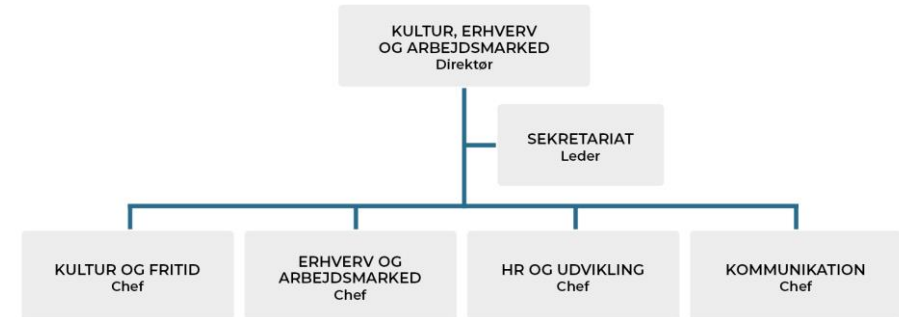 KULTUR, ERHVERV
OG ARBEJDSMARKED
Direktør
SEKRETARIAT
Leder
KULTUR OG FRITID
Chef
ERHVERV OG
ARBEJDSMARKED
Chef
HR OG UDVIKLING
Chef
KOMMUNIKATION
Chef